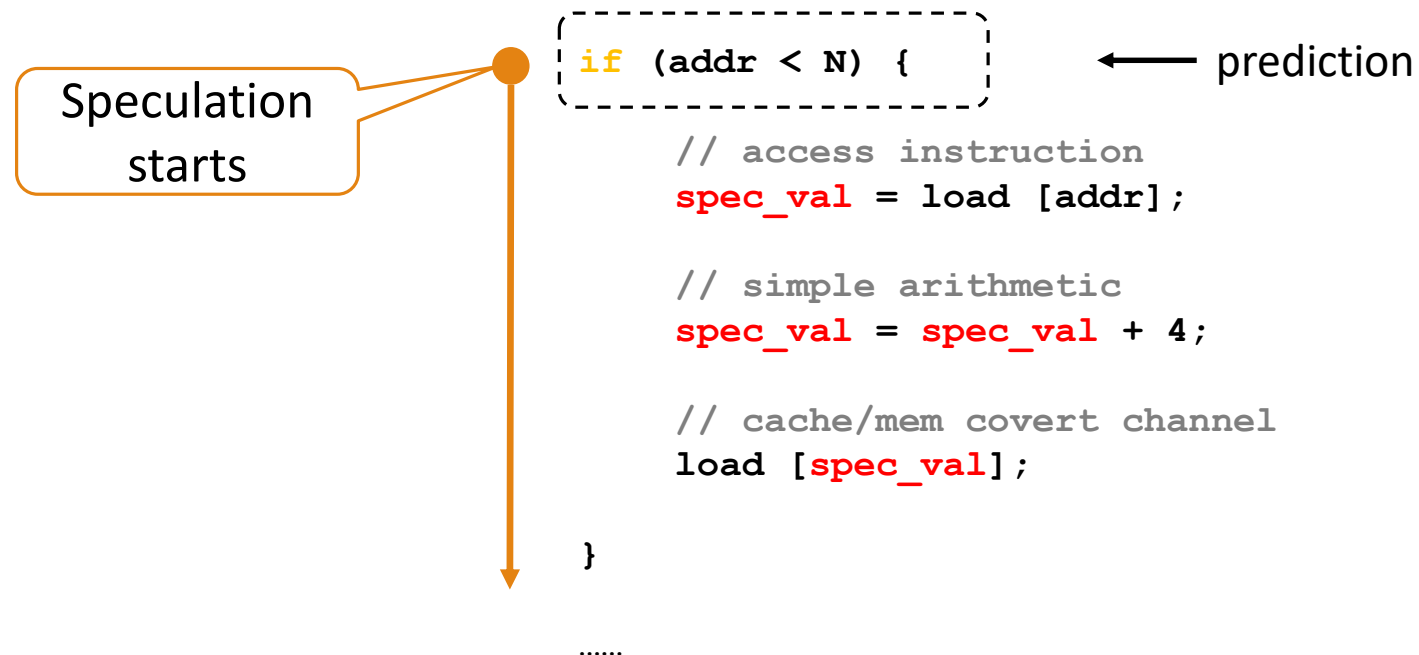 Speculation
starts
if (addr < N) {
prediction
// access instruction
spec_val = load [addr];
// simple arithmetic
spec_val = spec_val + 4;
// cache/mem covert channel
load [spec_val];
}
……